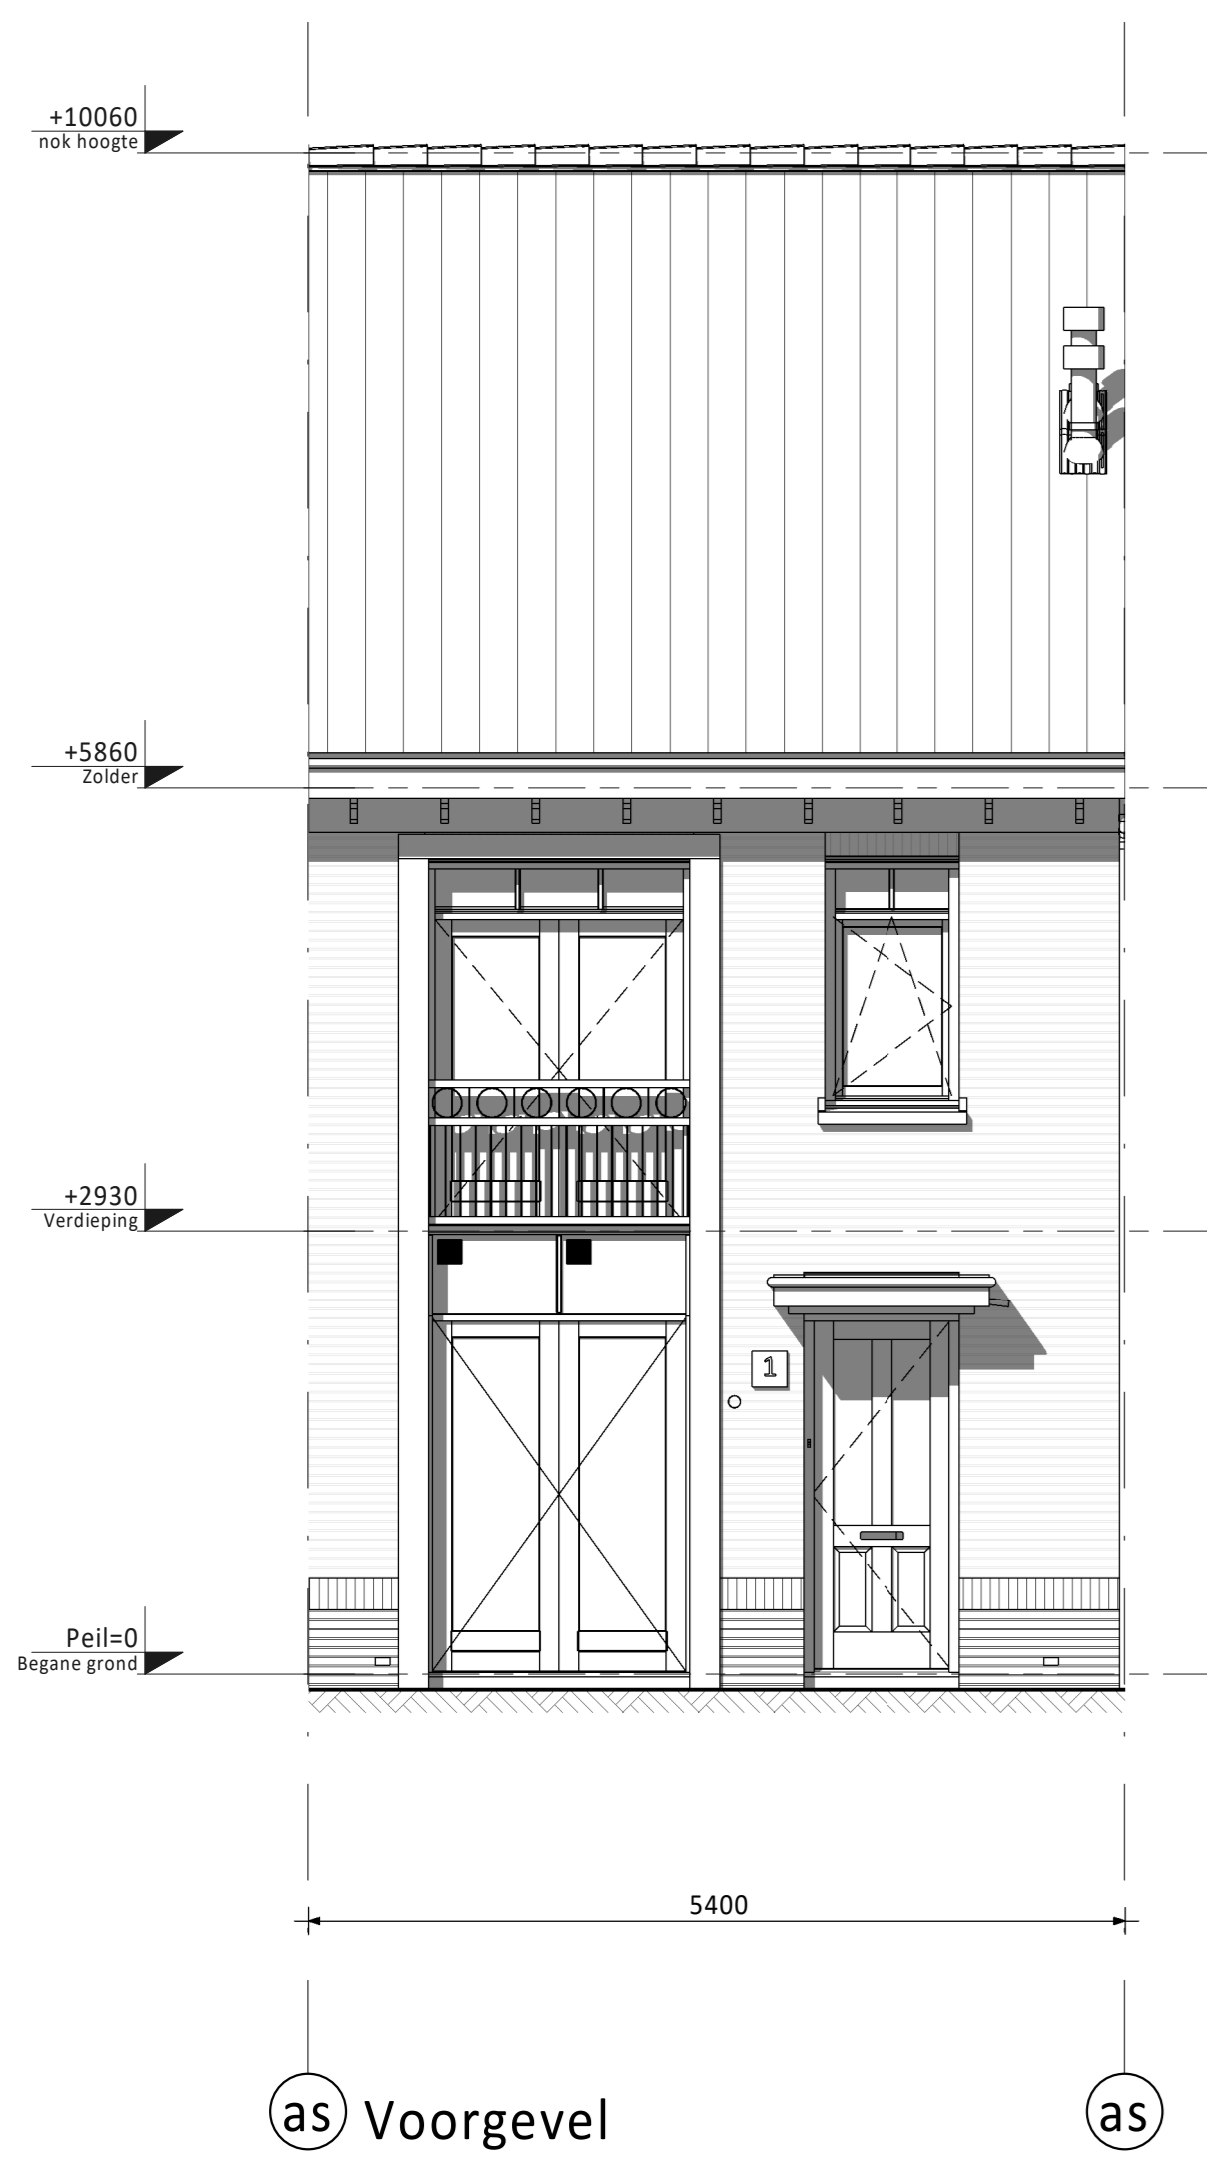 +10060
nok hoogte
+5860
Zolder
+2930
Verdieping
1
Peil=0
Begane grond
5400
as Voorgevel as